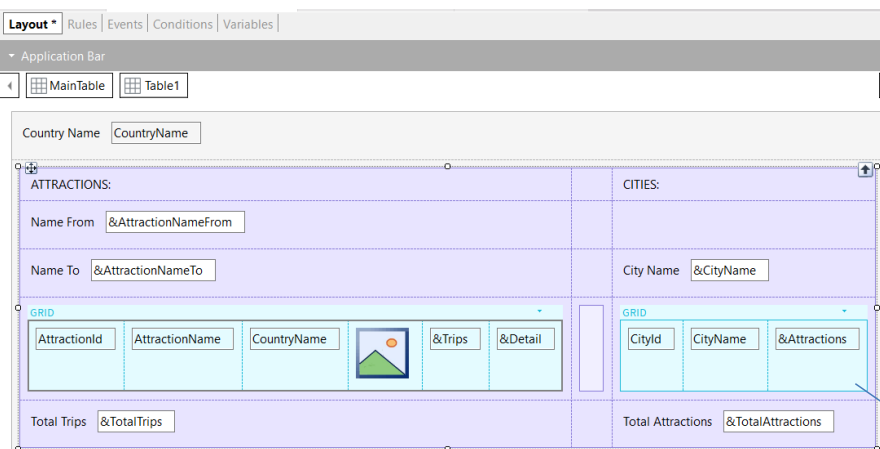 Layout * Rules Events Conditions Variables
Application Bar
MainTable Table1
Country Name CountryName
ATTRACTIONS: CITIES:
Name From &AttractionNameFrom
Name To &AttractionNameTo City Name &CityName
GRID GRID
AttractionId AttractionName CountryName &Trips &Detail CityId CityName &Attractions
Total Trips &TotalTrips Total Attractions &TotalAttractions